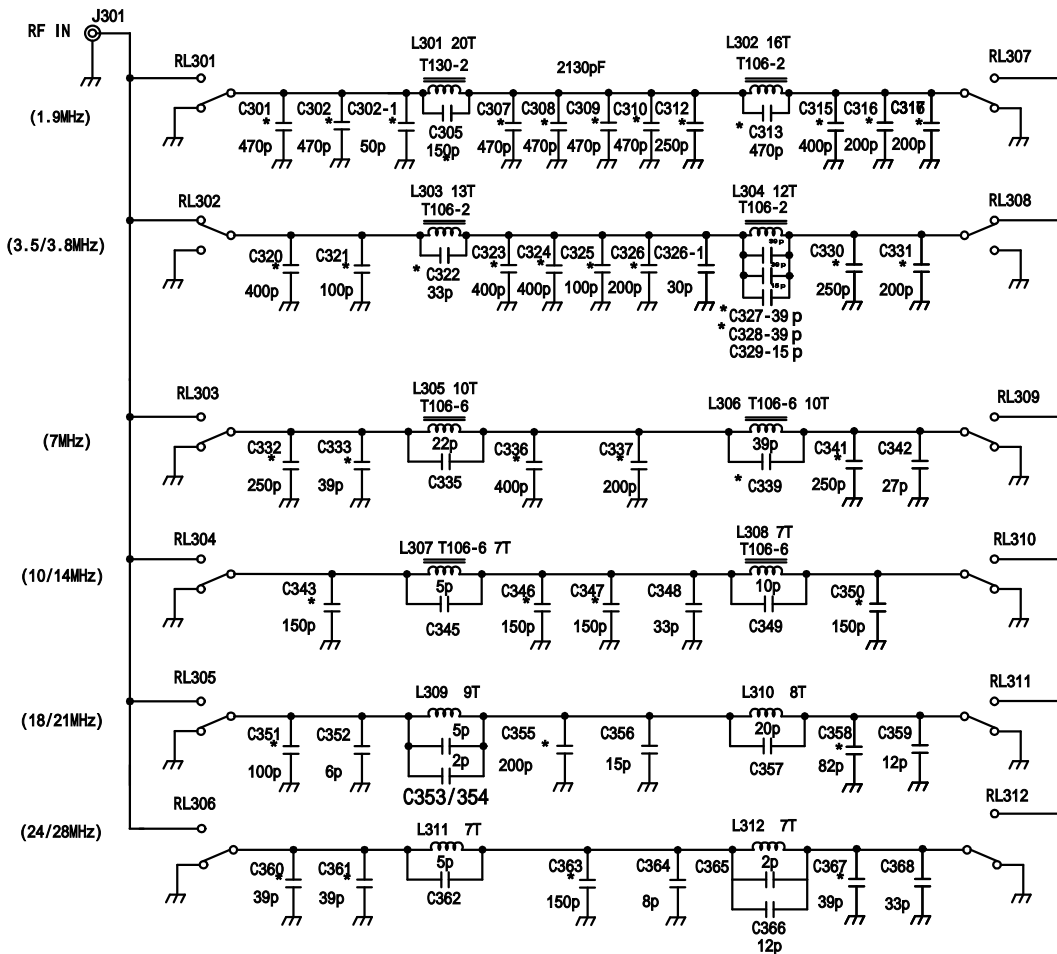 J301
RF IN
RL301
L301 20T
T130-2
2130pF
L302 16T
T106-2
RL307
(1.9MHz)
C301 C302 C302-1 C307 C308 C309 C310 C312 C315 C316
* * * * * * * * * * *
C305 C313
470p 470p 50p 150p 470p 470p 470p 470p 250p 470p 400p 200p 200p
RL302
L303 13T
T106-2
L304 12T
T106-2
RL308
(3.5/3.8MHz)
C320 C321 C322 C323 C324 C325 C326 C326-1 C330 C331
400p 100p 33p 400p 400p 100p 200p 30p 250p 200p
* C327-39 p
* C328-39 p
C329-15 p
RL303
L305 10T
T106-6
L306 T106-6 10T
RL309
(7MHz)
C332 C333 22p C336 C337 39p C341 C342
C335 * C339
250p 39p 400p 200p 250p 27p
RL304
L307 T106-6 7T
L308 7T
T106-6
RL310
(10/14MHz)
C343 5p C346 C347 C348 10p C350
C345 C349
150p 150p 150p 33p 150p
RL305
L309 9T
L310 8T
RL311
(18/21MHz)
C351 C352 5p C355 C356 20p C358 C359
2p C357
100p 6p 200p 15p 82p 12p
C353/354
RL306
RL312
(24/28MHz)
L311 7T
L312 7T
C360 C361 5p C363 C364 C365 2p C367 C368
C362
39p 39p 150p 8p 39p 33p
C366
12p